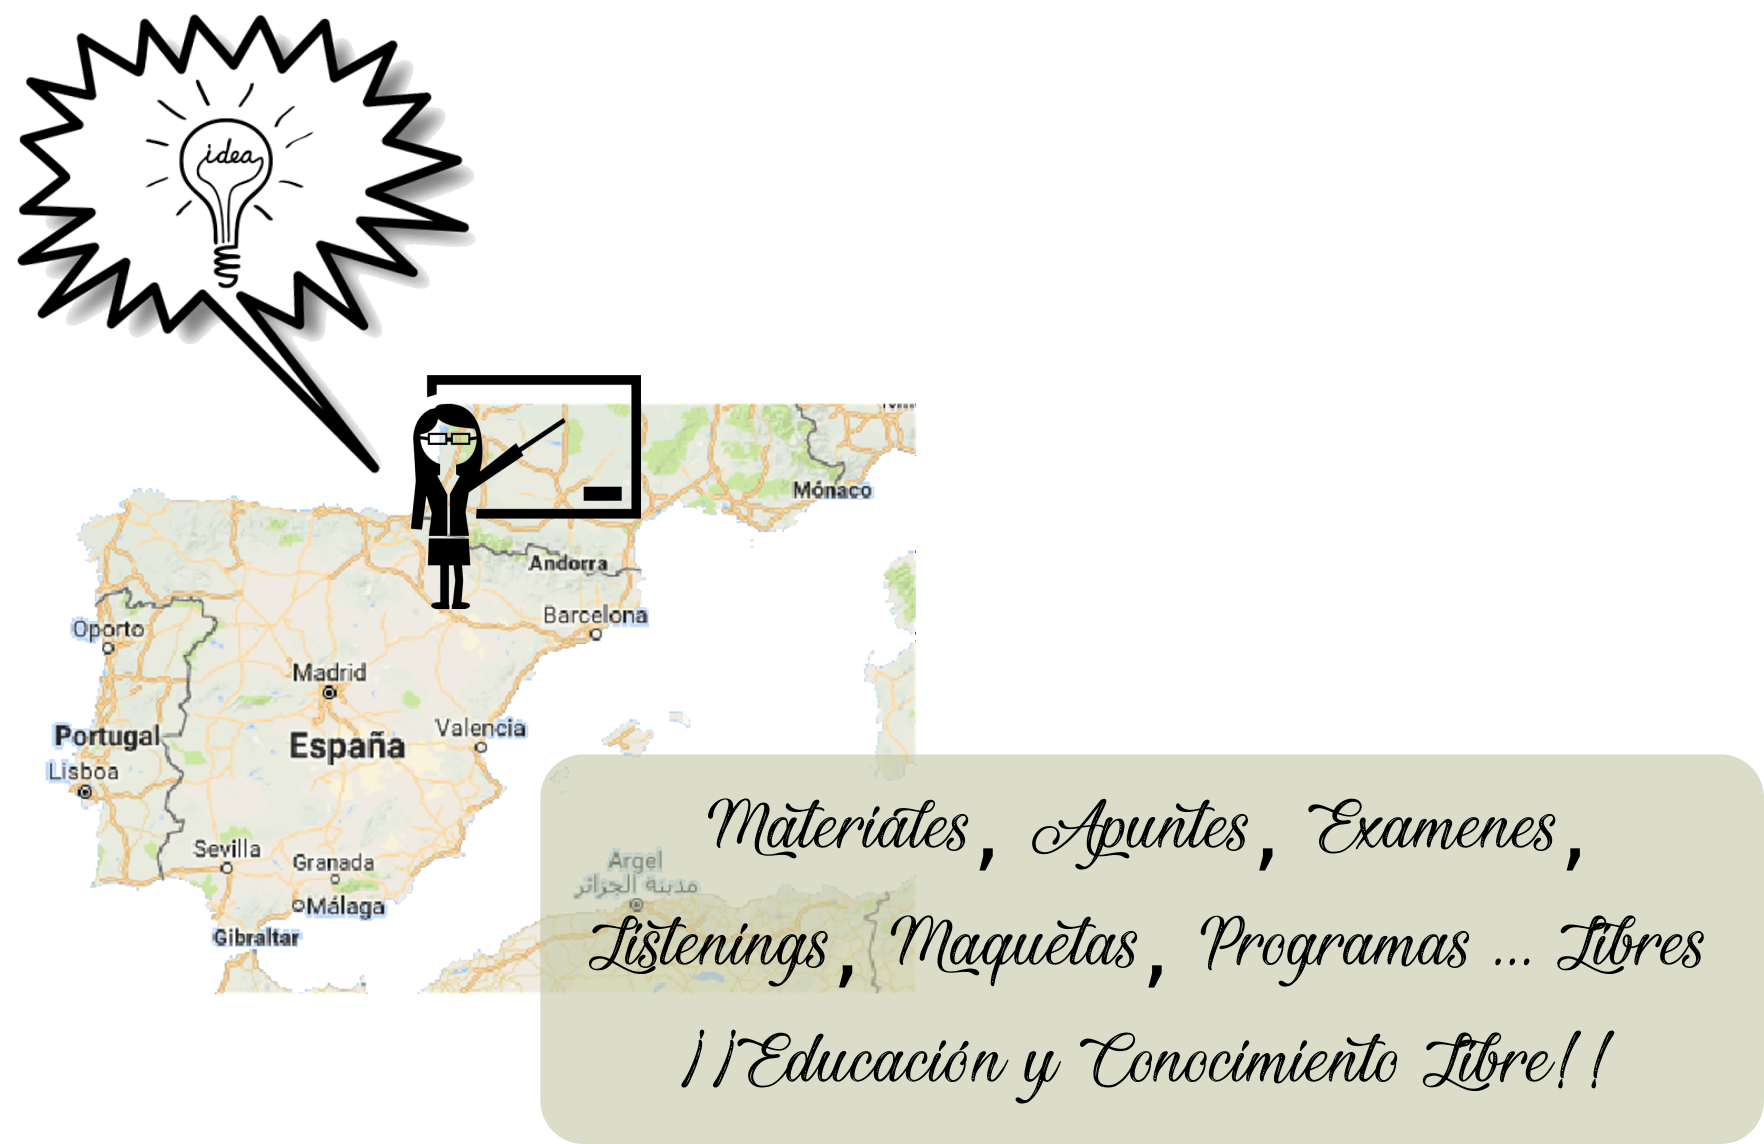 idea
Mónaco
Andorra
Barcelona
Oporto
Madrid
Valencia
Portugal
España
Lisboa
Sevilla
Granada
Málaga
Gibraltar
Argel
مدينة الجزائر
Materiales, Apuntes, Examenes,
Listenings, Maquetas, Programas ... Libres
¡¡Educación y Conocimiento Libre!!